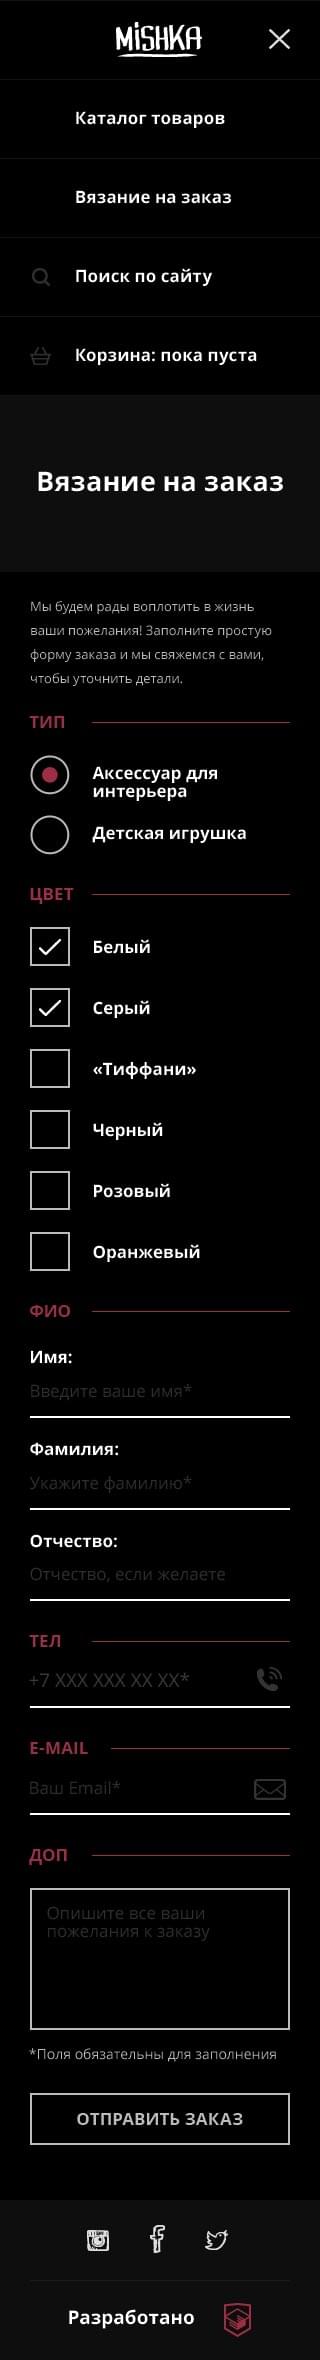 MiSHKA
Каталог товаров
Вязание на заказ
Поиск по сайту
Корзина: пока пуста
Вязание на заказ
Мы будем рады воплотить в жизнь
ваши пожелания! Заполните простую
форму заказа и мы свяжемся с вами,
чтобы уточнить детали.
ТИП
Аксессуар для
интерьера
Детская игрушка
ЦВЕТ
Белый
Серый
«Тиффани»
Черный
Розовый
Оранжевый
ФИО
Имя:
Введите ваше имя*
Фамилия:
Укажите фамилию*
Отчество:
Отчество, если желаете
ТЕЛ
+7 XXX XXX XX XX*
E-MAIL
Ваш Email*
ДОП
Опишите все ваши
пожелания к заказу
*Поля обязательны для заполнения
ОТПРАВИТЬ ЗАКАЗ
Разработано